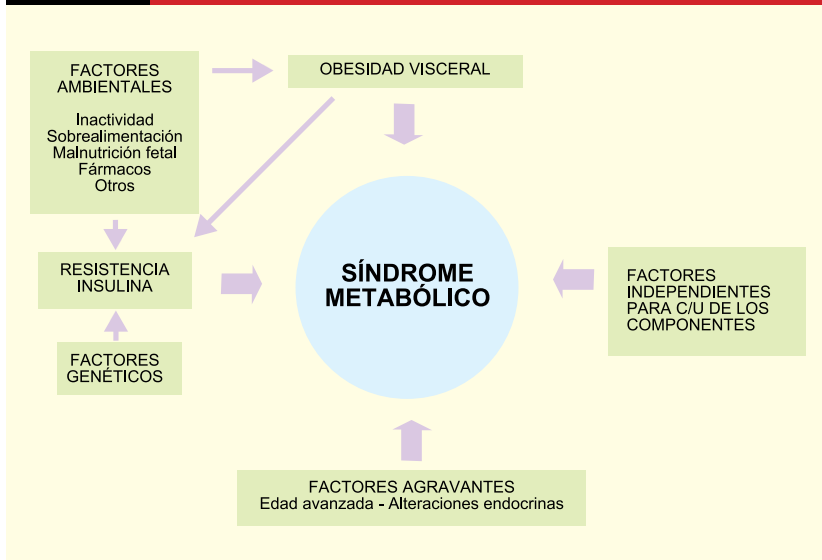 FACTORES
AMBIENTALES
Inactividad
Sobrealimentación
Malnutrición fetal
Fármacos
Otros
OBESIDAD VISCERAL
RESISTENCIA
INSULINA
FACTORES
GENÉTICOS
SÍNDROME
METABÓLICO
FACTORES
INDEPENDIENTES
PARA C/U DE LOS
COMPONENTES
FACTORES AGRAVANTES
Edad avanzada - Alteraciones endocrinas